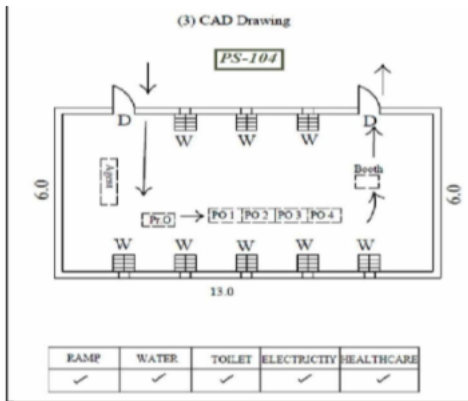 (3) CAD Drawing
PS-104
D D
W W W
Agent
Booth
6.0 6.0
Pr.O PO 1 PO 2 PO 3 PO 4
W W W W W
13.0
RAMP WATER TOILET ELECTRICTIY HEALTHCARE
✓ ✓ ✓ ✓ ✓